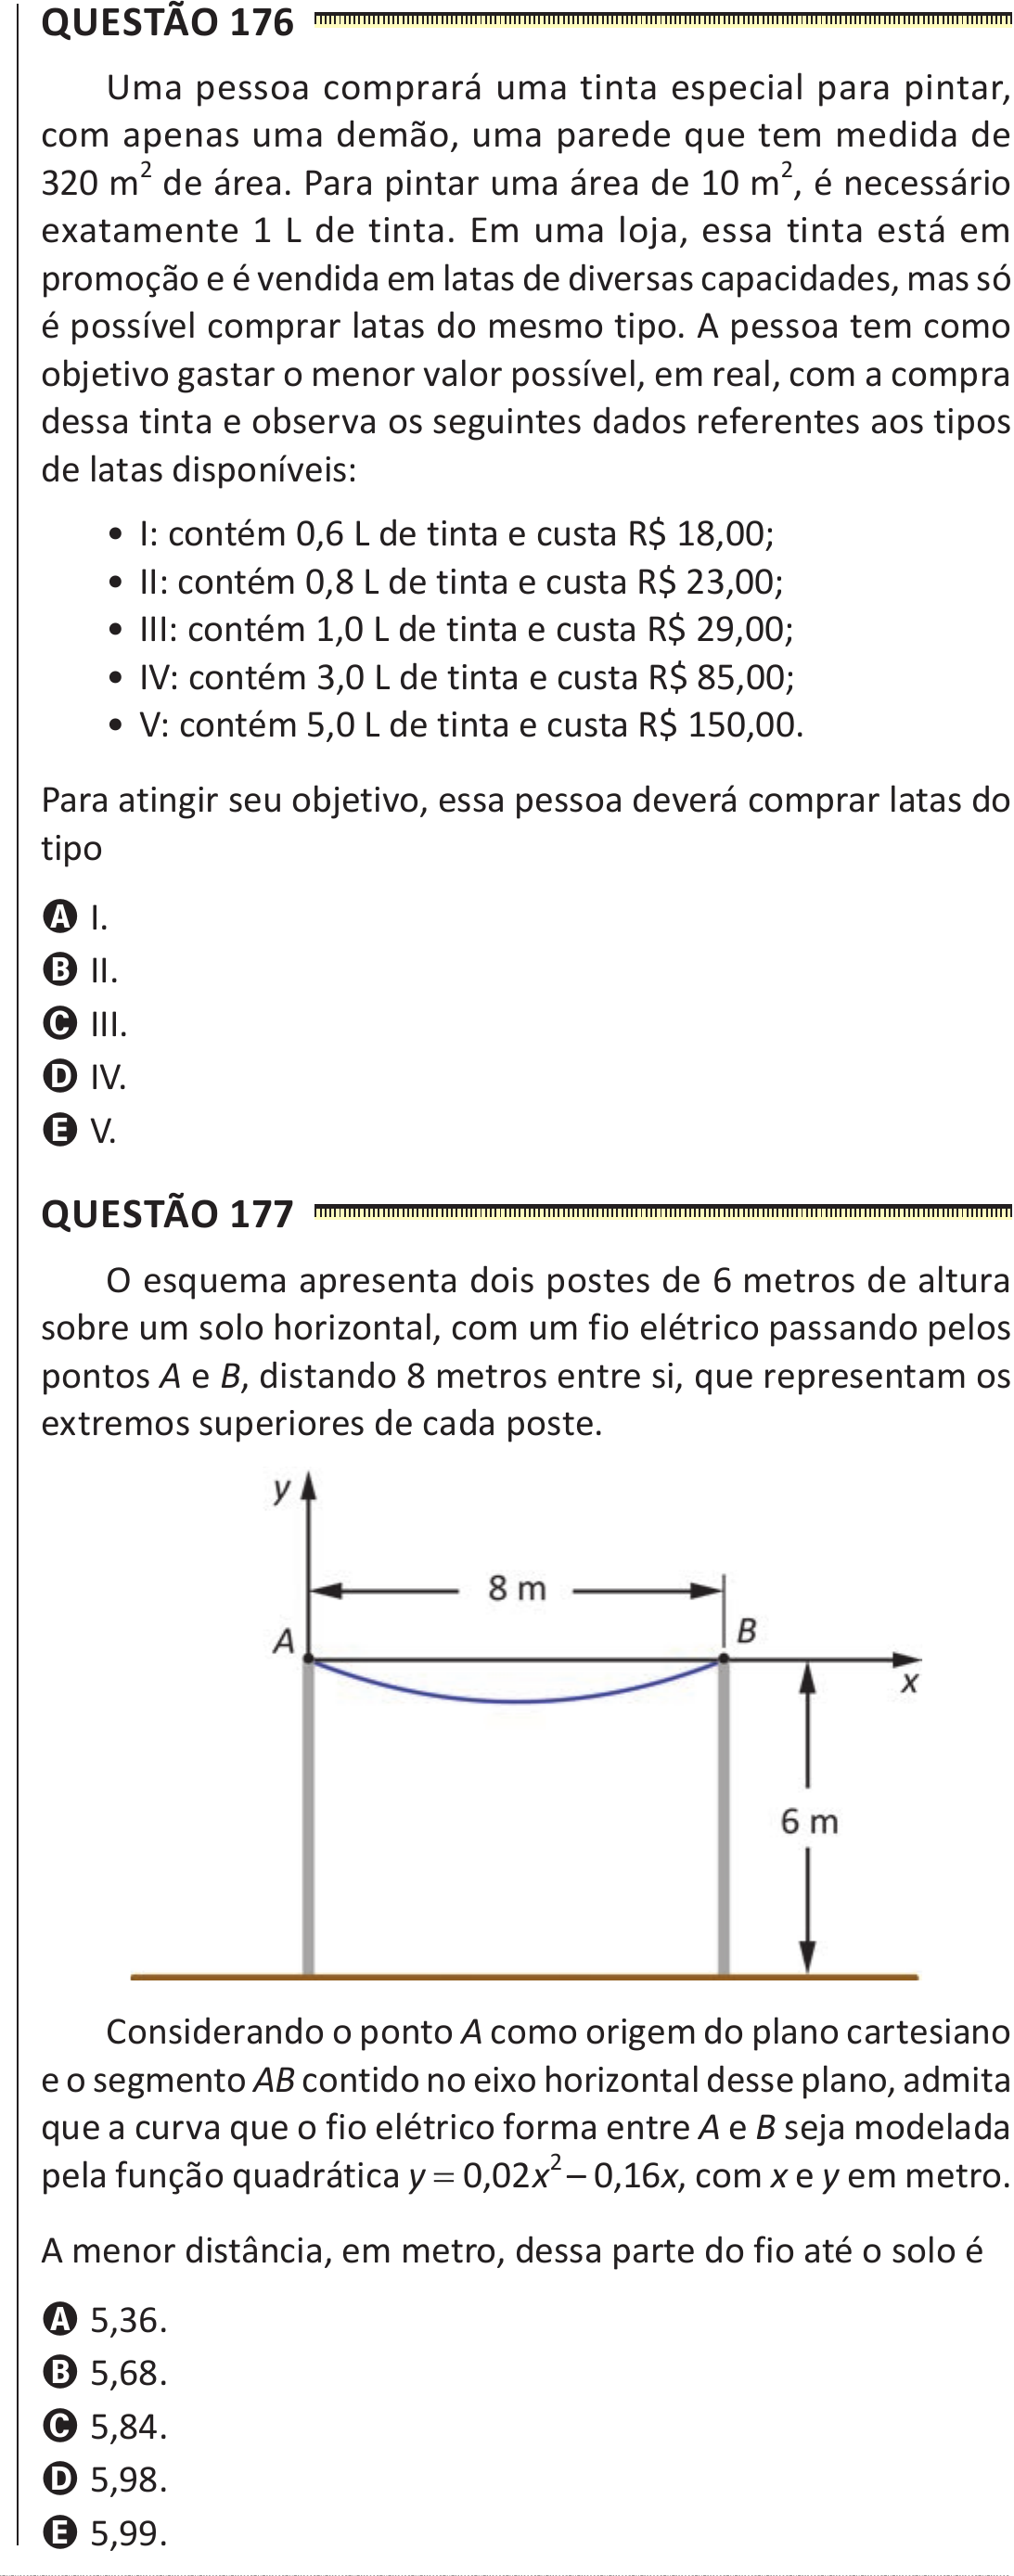 QUESTÃO 176
Uma pessoa comprará uma tinta especial para pintar,
com apenas uma demão, uma parede que tem medida de
320 m² de área. Para pintar uma área de 10 m², é necessário
exatamente 1 L de tinta. Em uma loja, essa tinta está em
promoção e é vendida em latas de diversas capacidades, mas só
é possível comprar latas do mesmo tipo. A pessoa tem como
objetivo gastar o menor valor possível, em real, com a compra
dessa tinta e observa os seguintes dados referentes aos tipos
de latas disponíveis:
• I: contém 0,6 L de tinta e custa R$ 18,00;
• II: contém 0,8 L de tinta e custa R$ 23,00;
• III: contém 1,0 L de tinta e custa R$ 29,00;
• IV: contém 3,0 L de tinta e custa R$ 85,00;
• V: contém 5,0 L de tinta e custa R$ 150,00.
Para atingir seu objetivo, essa pessoa deverá comprar latas do
tipo
A I.
B II.
C III.
D IV.
E V.
QUESTÃO 177
O esquema apresenta dois postes de 6 metros de altura
sobre um solo horizontal, com um fio elétrico passando pelos
pontos A e B, distando 8 metros entre si, que representam os
extremos superiores de cada poste.
y
8 m
A
B
x
6 m
Considerando o ponto A como origem do plano cartesiano
e o segmento AB contido no eixo horizontal desse plano, admita
que a curva que o fio elétrico forma entre A e B seja modelada
pela função quadrática y = 0,02x² – 0,16x, com x e y em metro.
A menor distância, em metro, dessa parte do fio até o solo é
A 5,36.
B 5,68.
C 5,84.
D 5,98.
E 5,99.